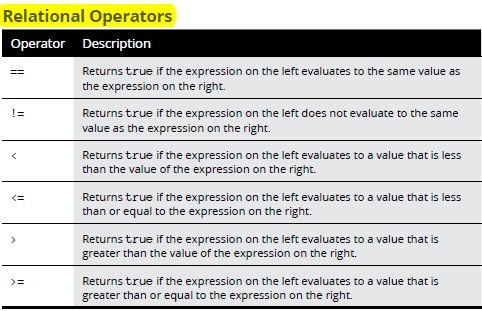 Relational Operators
Operator Description
== Returns true if the expression on the left evaluates to the same value as
the expression on the right.
!= Returns true if the expression on the left does not evaluate to the same
value as the expression on the right.
< Returns true if the expression on the left evaluates to a value that is less
than the value of the expression on the right.
<= Returns true if the expression on the left evaluates to a value that is less
than or equal to the expression on the right.
> Returns true if the expression on the left evaluates to a value that is
greater than the value of the expression on the right.
>= Returns true if the expression on the left evaluates to a value that is
greater than or equal to the expression on the right.